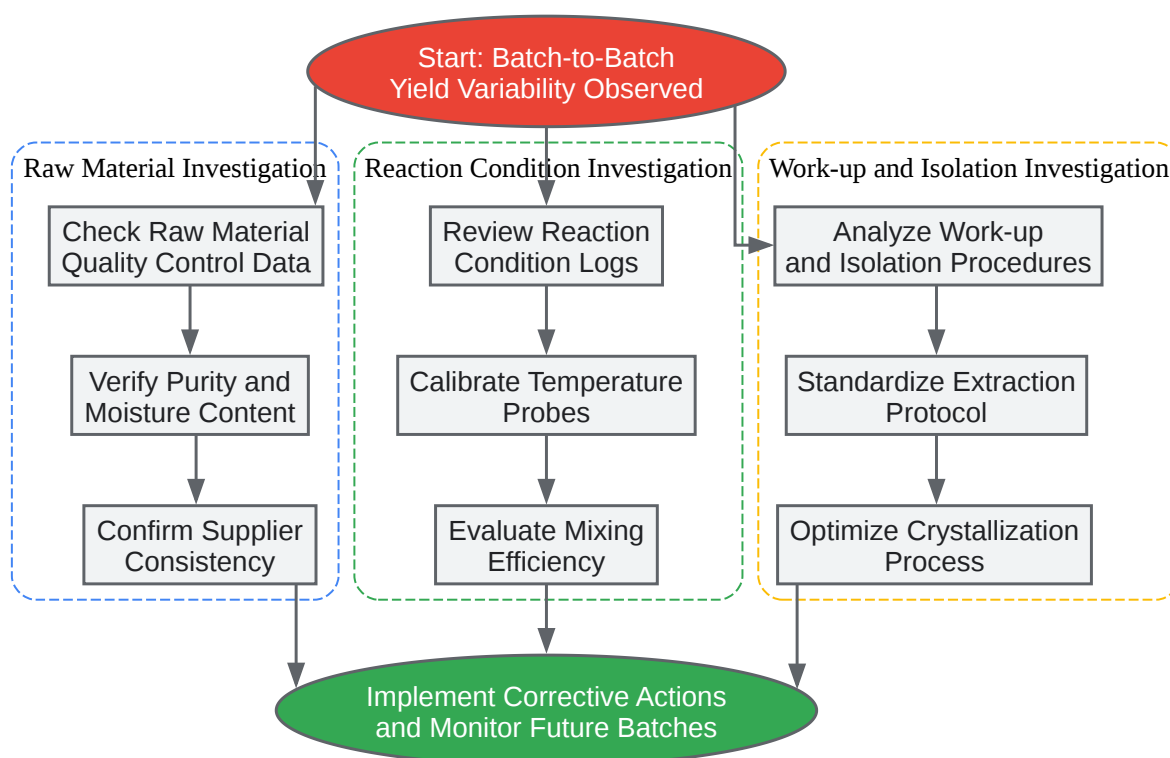 Start: Batch-to-Batch
Yield Variability Observed
Raw Material Investigation
Reaction Condition Investigation
Work-up and Isolation Investigation
Check Raw Material
Quality Control Data
Review Reaction
Condition Logs
Analyze Work-up
and Isolation Procedures
Verify Purity and
Moisture Content
Calibrate Temperature
Probes
Standardize Extraction
Protocol
Confirm Supplier
Consistency
Evaluate Mixing
Efficiency
Optimize Crystallization
Process
Implement Corrective Actions
and Monitor Future Batches